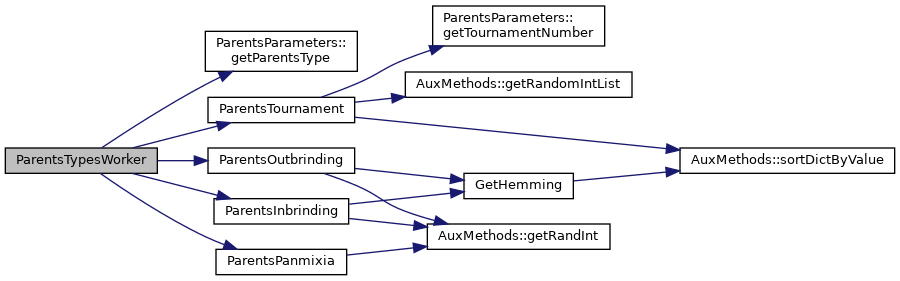 ParentsTypesWorker
ParentsParameters::
getParentsType
ParentsTournament
ParentsOutbrinding
ParentsInbrinding
ParentsPanmixia
ParentsParameters::
getTournamentNumber
AuxMethods::getRandomIntList
GetHemming
AuxMethods::getRandInt
AuxMethods::sortDictByValue